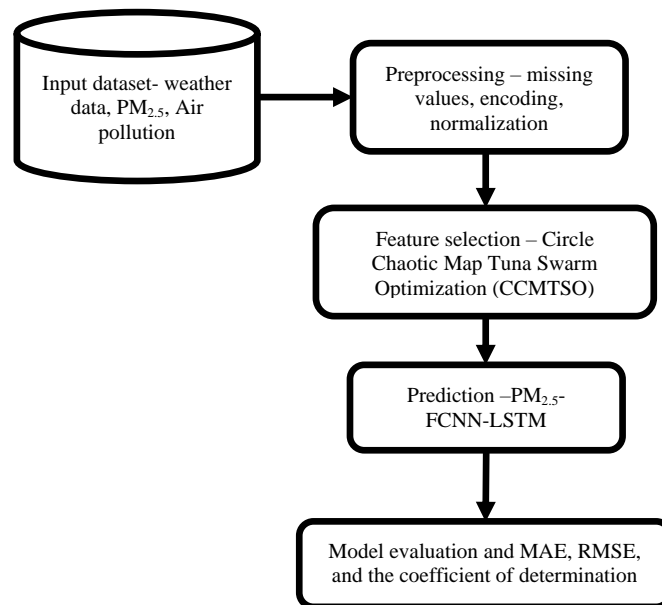 Input dataset- weather
data, PM2.5, Air
pollution
Preprocessing – missing
values, encoding,
normalization
Feature selection – Circle
Chaotic Map Tuna Swarm
Optimization (CCMTSO)
Prediction –PM2.5-
FCNN-LSTM
Model evaluation and MAE, RMSE,
and the coefficient of determination